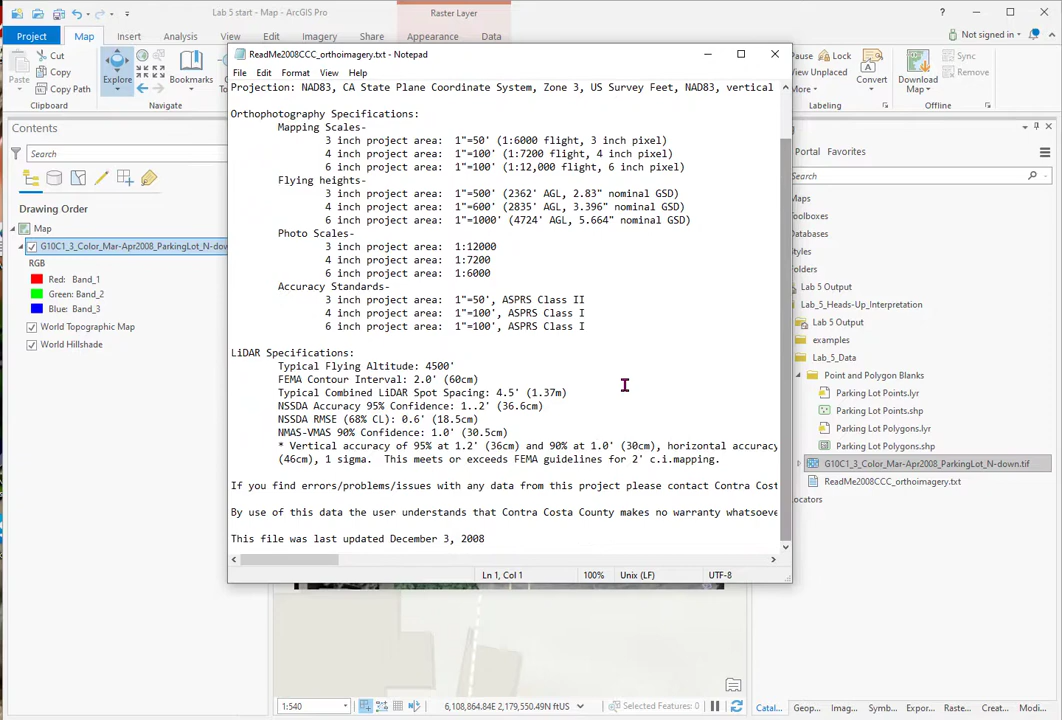 Lab 5 start - Map - ArcGIS Pro
Raster Layer
Project Map Insert Analysis View Edit Imagery Share Appearance Data
Not signed in
Cut
Copy
Copy Path
Paste
Clipboard
Explore
Bookmarks
Navigate
Pause Lock
View Unplaced
More
Labeling
Convert
Download
Map
Sync
Remove
Offline
Contents
Search
Drawing Order
Map
G10C1_3_Color_Mar-Apr2008_ParkingLot_N-dow
RGB
Red: Band_1
Green: Band_2
Blue: Band_3
World Topographic Map
World Hillshade
ReadMe2008CCC_orthoimagery.txt - Notepad
File Edit Format View Help
Projection: NAD83, CA State Plane Coordinate System, Zone 3, US Survey Feet, NAD83, vertical
Orthophotography Specifications:
Mapping Scales-
3 inch project area: 1"=50' (1:6000 flight, 3 inch pixel)
4 inch project area: 1"=100' (1:7200 flight, 4 inch pixel)
6 inch project area: 1"=100' (1:12,000 flight, 6 inch pixel)
Flying heights-
3 inch project area: 1"=500' (2362' AGL, 2.83" nominal GSD)
4 inch project area: 1"=600' (2835' AGL, 3.396" nominal GSD)
6 inch project area: 1"=1000' (4724' AGL, 5.664" nominal GSD)
Photo Scales-
3 inch project area: 1:12000
4 inch project area: 1:7200
6 inch project area: 1:6000
Accuracy Standards-
3 inch project area: 1"=50', ASPRS Class II
4 inch project area: 1"=100', ASPRS Class I
6 inch project area: 1"=100', ASPRS Class I
LiDAR Specifications:
Typical Flying Altitude: 4500'
FEMA Contour Interval: 2.0' (60cm)
Typical Combined LiDAR Spot Spacing: 4.5' (1.37m)
NSSDA Accuracy 95% Confidence: 1..2' (36.6cm)
NSSDA RMSE (68% CL): 0.6' (18.5cm)
NMAS-VMAS 90% Confidence: 1.0' (30.5cm)
* Vertical accuracy of 95% at 1.2' (36cm) and 90% at 1.0' (30cm), horizontal accuracy
(46cm), 1 sigma. This meets or exceeds FEMA guidelines for 2' c.i.mapping.
If you find errors/problems/issues with any data from this project please contact Contra Cost
By use of this data the user understands that Contra Costa County makes no warranty whatsoeve
This file was last updated December 3, 2008
Ln 1, Col 1 100% Unix (LF) UTF-8
Portal Favorites
Search
Maps
Toolboxes
Databases
Styles
Folders
Lab 5 Output
Lab_5_Heads-Up_Interpretation
Lab 5 Output
examples
Lab_5_Data
Point and Polygon Blanks
Parking Lot Points.lyr
Parking Lot Points.shp
Parking Lot Polygons.lyr
Parking Lot Polygons.shp
G10C1_3_Color_Mar-Apr2008_ParkingLot_N-down.tif
ReadMe2008CCC_orthoimagery.txt
Locators
1:540
6,108,864.84E 2,179,550.49N ftUS
Selected Features: 0
Catal... Geop... Imag... Symb... Expor... Raste... Creat... Modi...